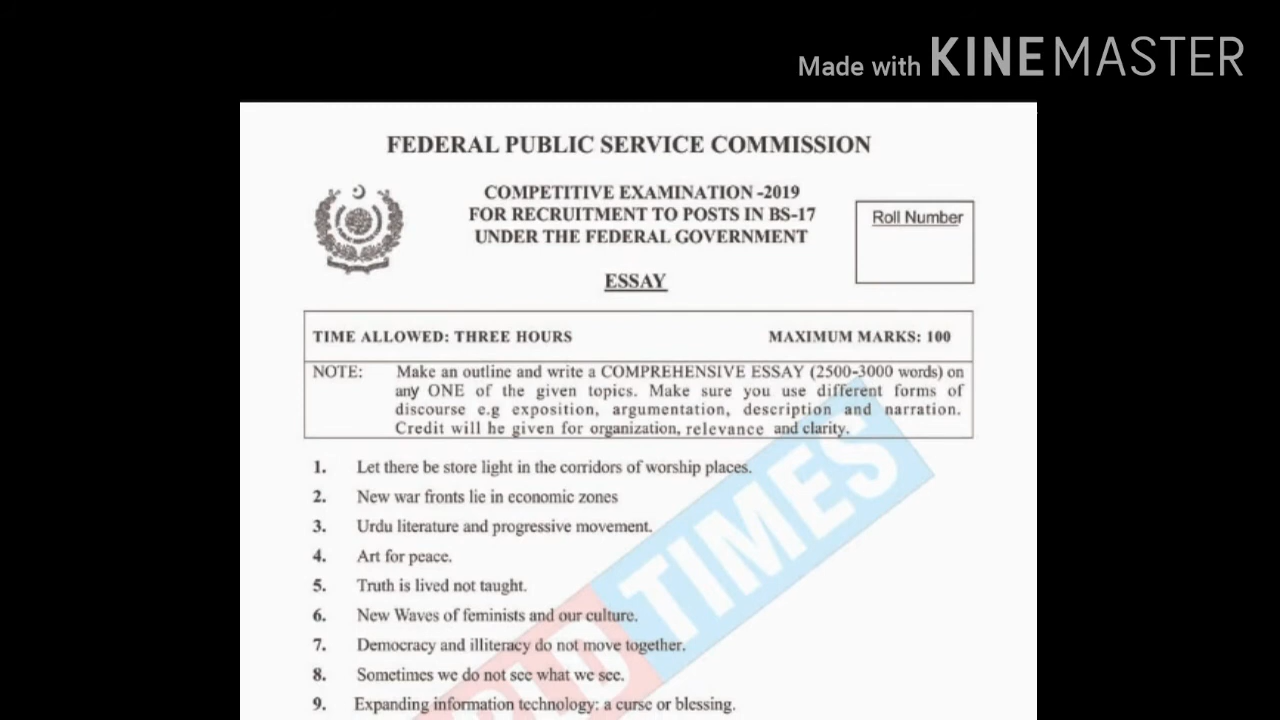 Made with KINEMASTER
FEDERAL PUBLIC SERVICE COMMISSION
COMPETITIVE EXAMINATION -2019
FOR RECRUITMENT TO POSTS IN BS-17
UNDER THE FEDERAL GOVERNMENT
Roll Number
ESSAY
TIME ALLOWED: THREE HOURS MAXIMUM MARKS: 100
NOTE: Make an outline and write a COMPREHENSIVE ESSAY (2500-3000 words) on
any ONE of the given topics. Make sure you use different forms of
discourse e.g exposition, argumentation, description and narration.
Credit will he given for organization, relevance and clarity.
1. Let there be store light in the corridors of worship places.
2. New war fronts lie in economic zones
3. Urdu literature and progressive movement.
4. Art for peace.
5. Truth is lived not taught.
6. New Waves of feminists and our culture.
7. Democracy and illiteracy do not move together.
8. Sometimes we do not see what we see.
9. Expanding information technology: a curse or blessing.
TIMES